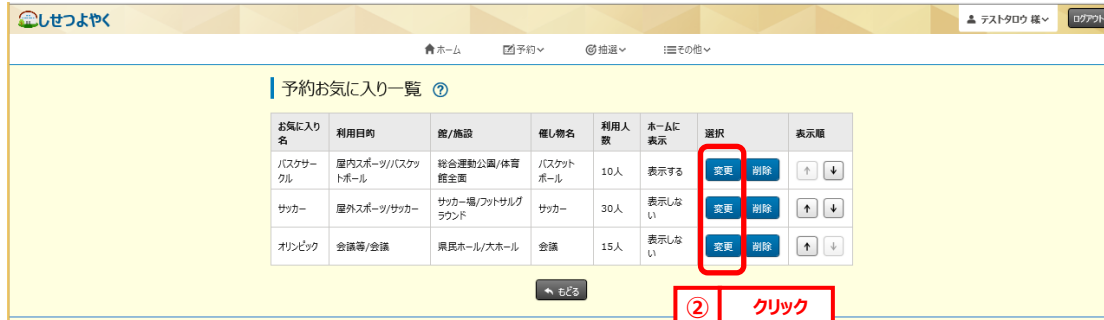 しせつよやく
テストタロウ 様
ログアウト
ホーム 予約 抽選 その他
予約お気に入り一覧 ?
お気に入り名 利用目的 館/施設 催し物名 利用人数 ホームに表示 選択 表示順
バスケサークル 屋内スポーツ/バスケットボール 総合運動公園/体育館全面 バスケットボール 10人 表示する 変更 削除 ↑ ↓
サッカー 屋外スポーツ/サッカー サッカー場/フットサルグラウンド サッカー 30人 表示しない 変更 削除 ↑ ↓
オリンピック 会議等/会議 県民ホール/大ホール 会議 15人 表示しない 変更 削除 ↑ ↓
もどる
② クリック